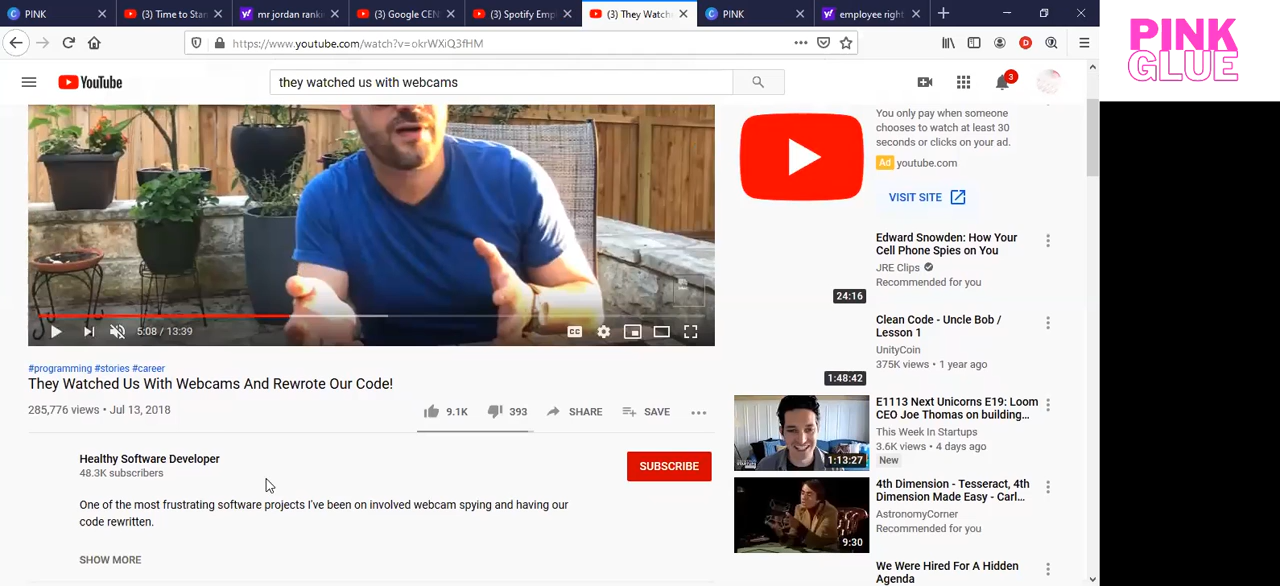 PINK
(3) Time to Star
mr jordan ranki
(3) Google CEN
(3) Spotify Emp
(3) They Watche
PINK
employee right
https://www.youtube.com/watch?v=okrWXiQ3fHM
YouTube
they watched us with webcams
3
PINK
GLUE
You only pay when someone
chooses to watch at least 30
seconds or clicks on your ad.
Ad youtube.com
VISIT SITE
Edward Snowden: How Your
Cell Phone Spies on You
JRE Clips
Recommended for you
24:16
Clean Code - Uncle Bob /
Lesson 1
UnityCoin
375K views • 1 year ago
1:48:42
E1113 Next Unicorns E19: Loom
CEO Joe Thomas on building...
This Week In Startups
3.6K views • 4 days ago
New
1:13:27
4th Dimension - Tesseract, 4th
Dimension Made Easy - Carl...
AstronomyCorner
Recommended for you
9:30
We Were Hired For A Hidden
Agenda
5:08 / 13:39
CC
#programming #stories #career
They Watched Us With Webcams And Rewrote Our Code!
285,776 views • Jul 13, 2018
9.1K
393
SHARE
SAVE
Healthy Software Developer
48.3K subscribers
SUBSCRIBE
One of the most frustrating software projects I've been on involved webcam spying and having our
code rewritten.
SHOW MORE